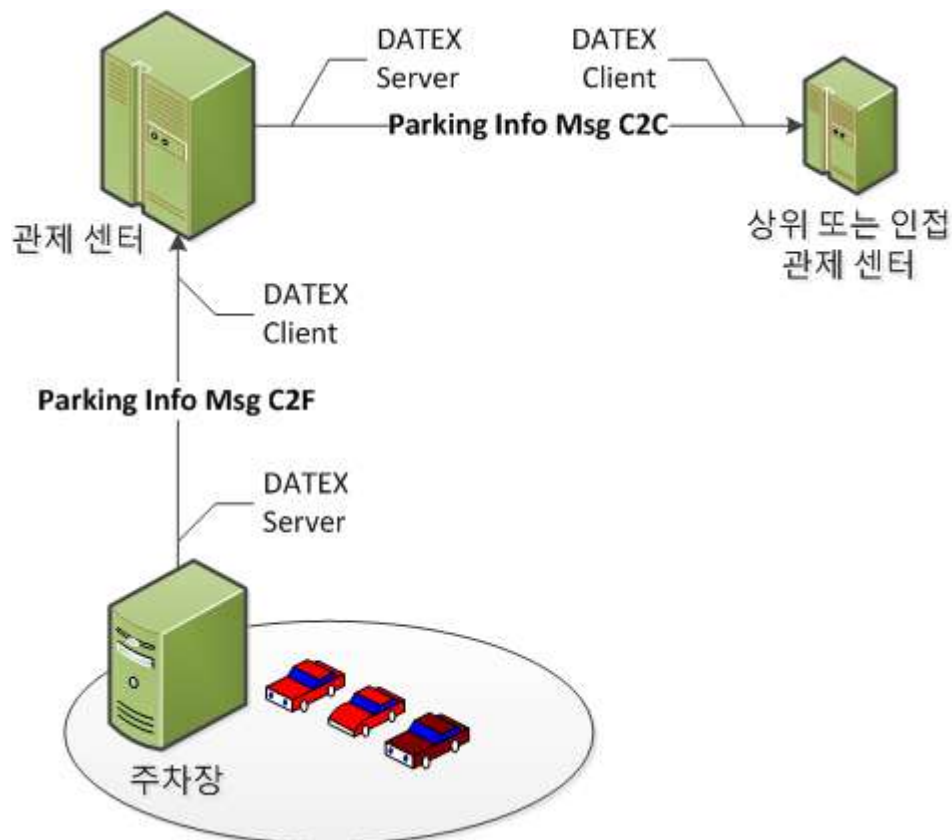 DATEX
Server
DATEX
Client
Parking Info Msg C2C
관제 센터
상위 또는 인접
관제 센터
DATEX
Client
Parking Info Msg C2F
DATEX
Server
주차장